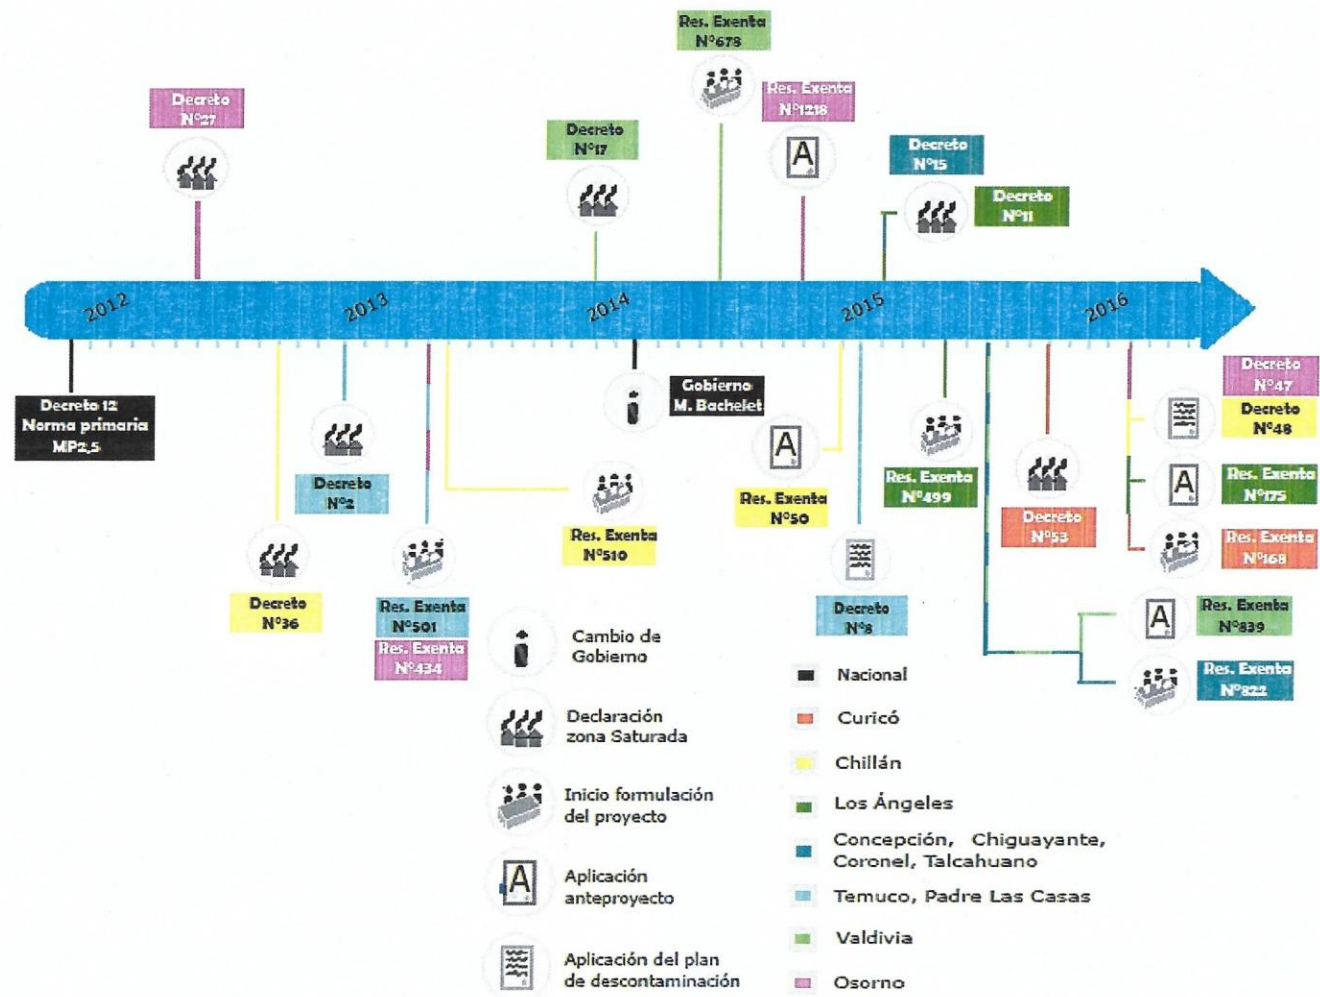 Res. Exenta
N°678
Decreto
N°27
Res. Exenta
N°1218
Decreto
N°17
Decreto
N°15
Decreto
N°11
2012
2013
2014
2015
2016
Decreto 12
Norma primaria
MP2,5
Gobierno
M. Bachelet
Decreto
N°47
Decreto
N°48
Decreto
N°2
Res. Exenta
N°499
Res. Exenta
N°175
Res. Exenta
N°50
Res. Exenta
N°510
Decreto
N°53
Res. Exenta
N°168
Decreto
N°36
Res. Exenta
N°501
Res. Exenta
N°434
Decreto
N°8
Res. Exenta
N°839
Res. Exenta
N°822
A
A
A
A
Cambio de
Gobierno
Declaración
zona Saturada
Inicio formulación
del proyecto
A
Aplicación
anteproyecto
Aplicación del plan
de descontaminación
Nacional
Curicó
Chillán
Los Ángeles
Concepción, Chiguayante,
Coronel, Talcahuano
Temuco, Padre Las Casas
Valdivia
Osorno